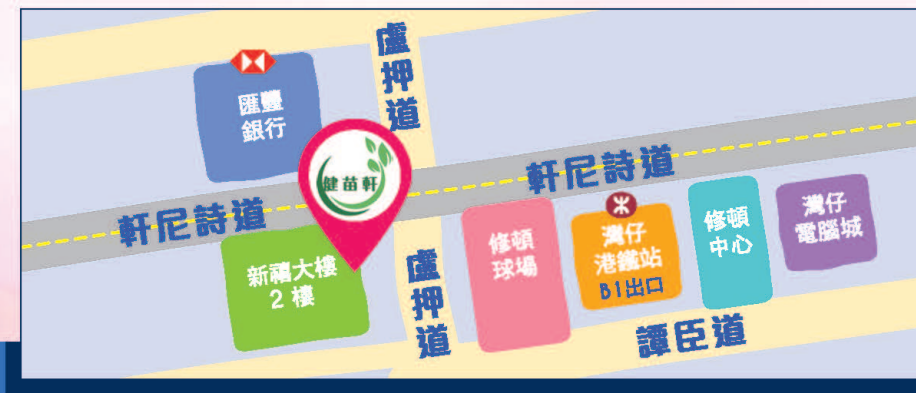 盧押道
匯豐
銀行
健苗軒
軒尼詩道
軒尼詩道
新禧大樓
2 樓
盧押道
修頓
球場
灣仔
港鐵站
B1出口
修頓
中心
灣仔
電腦城
譚臣道